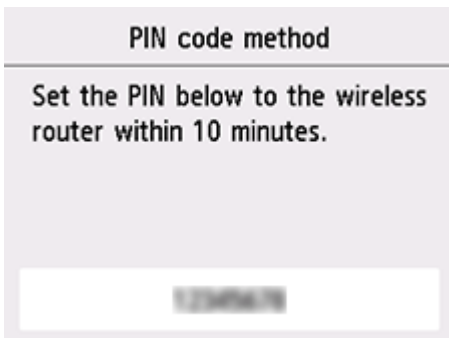 PIN code method
Set the PIN below to the wireless
router within 10 minutes.